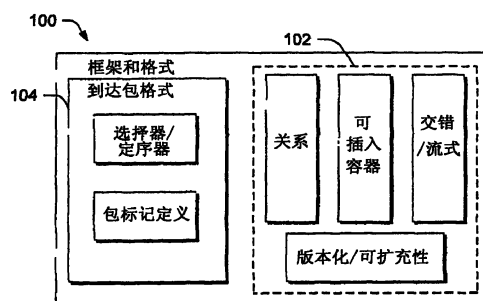 100
102
框架和格式
104
到达包格式
选择器/
定序器
包标记定义
关系
可
插入
容器
交错
/流式
版本化/可扩充性